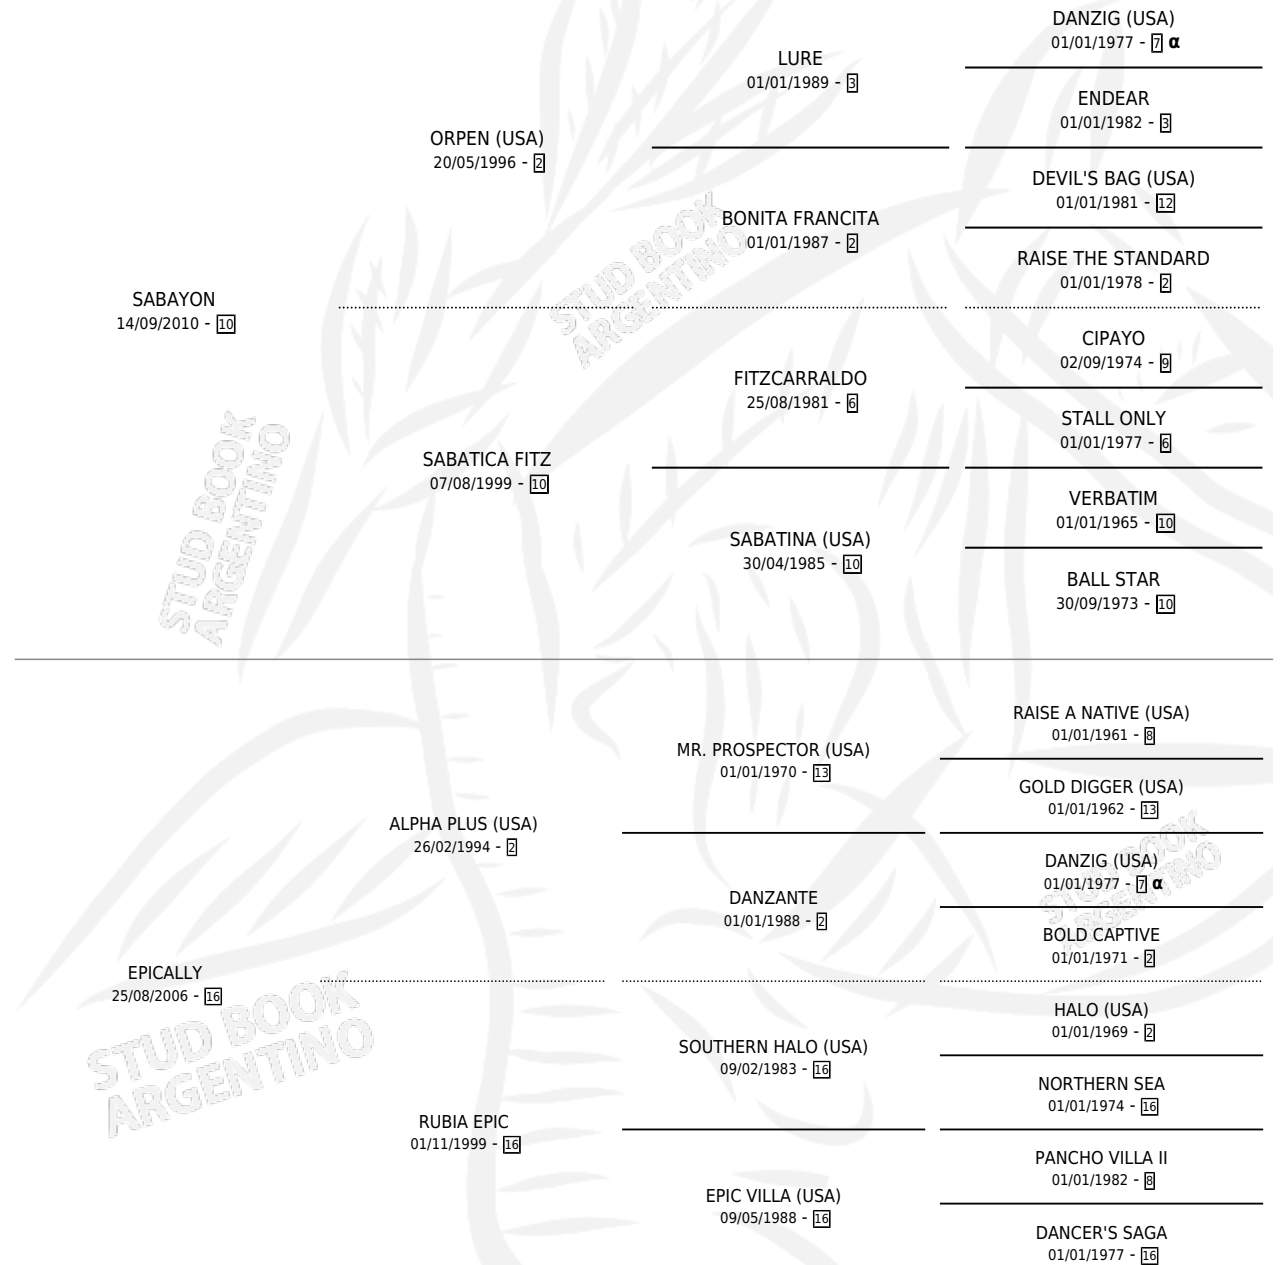 DANZIG (USA)
01/01/1977 - 7 α
LURE
01/01/1989 - 3
ENDEAR
01/01/1982 - 3
ORPEN (USA)
20/05/1996 - 2
DEVIL'S BAG (USA)
01/01/1981 - 12
BONITA FRANCITA
01/01/1987 - 2
RAISE THE STANDARD
01/01/1978 - 2
SABAYON
14/09/2010 - 10
CIPAYO
02/09/1974 - 9
FITZCARRALDO
25/08/1981 - 6
STALL ONLY
01/01/1977 - 6
SABATICA FITZ
07/08/1999 - 10
VERBATIM
01/01/1965 - 10
SABATINA (USA)
30/04/1985 - 10
BALL STAR
30/09/1973 - 10
RAISE A NATIVE (USA)
01/01/1961 - 8
MR. PROSPECTOR (USA)
01/01/1970 - 13
GOLD DIGGER (USA)
01/01/1962 - 13
ALPHA PLUS (USA)
26/02/1994 - 2
DANZIG (USA)
01/01/1977 - 7 α
DANZANTE
01/01/1988 - 2
BOLD CAPTIVE
01/01/1971 - 2
EPICALLY
25/08/2006 - 16
HALO (USA)
01/01/1969 - 2
SOUTHERN HALO (USA)
09/02/1983 - 16
NORTHERN SEA
01/01/1974 - 16
RUBIA EPIC
01/11/1999 - 16
PANCHO VILLA II
01/01/1982 - 8
EPIC VILLA (USA)
09/05/1988 - 16
DANCER'S SAGA
01/01/1977 - 16
STUD BOOK
ARGENTINO
STUD BOOK
ARGENTINO
STUD BOOK
ARGENTINO
STUD BOOK
ARGENTINO